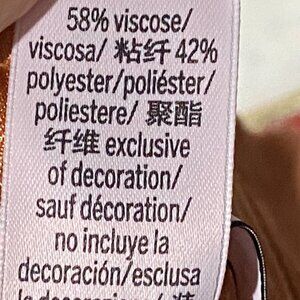 58% viscose/
viscosa/ 粘纤 42%
polyester/poliéster/
poliestere/ 聚酯
纤维 exclusive
of decoration/
sauf décoration/
no incluye la
decoración/esclusa